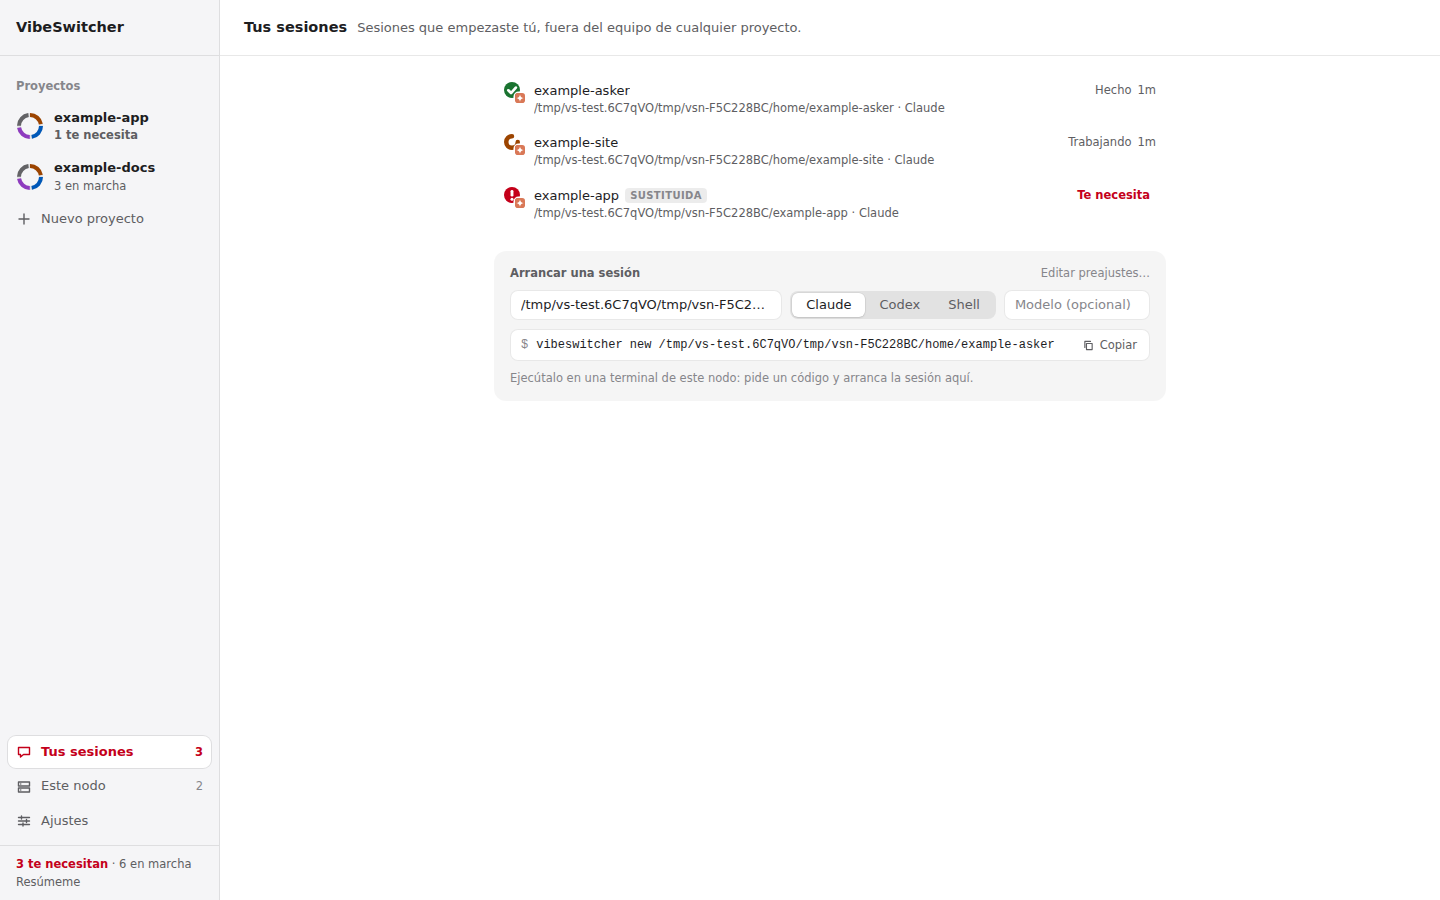 VibeSwitcher
Tus sesiones Sesiones que empezaste tú, fuera del equipo de cualquier proyecto.
Proyectos
example-app
1 te necesita
example-docs
3 en marcha
Nuevo proyecto
example-asker Hecho 1m
/tmp/vs-test.6C7qVO/tmp/vsn-F5C228BC/home/example-asker · Claude
example-site Trabajando 1m
/tmp/vs-test.6C7qVO/tmp/vsn-F5C228BC/home/example-site · Claude
example-app SUSTITUIDA Te necesita
/tmp/vs-test.6C7qVO/tmp/vsn-F5C228BC/example-app · Claude
Arrancar una sesión Editar preajustes...
/tmp/vs-test.6C7qVO/tmp/vsn-F5C2... Claude Codex Shell Modelo (opcional)
$ vibeswitcher new /tmp/vs-test.6C7qVO/tmp/vsn-F5C228BC/home/example-asker Copiar
Ejecútalo en una terminal de este nodo: pide un código y arranca la sesión aquí.
Tus sesiones 3
Este nodo 2
Ajustes
3 te necesitan · 6 en marcha
Resúmeme